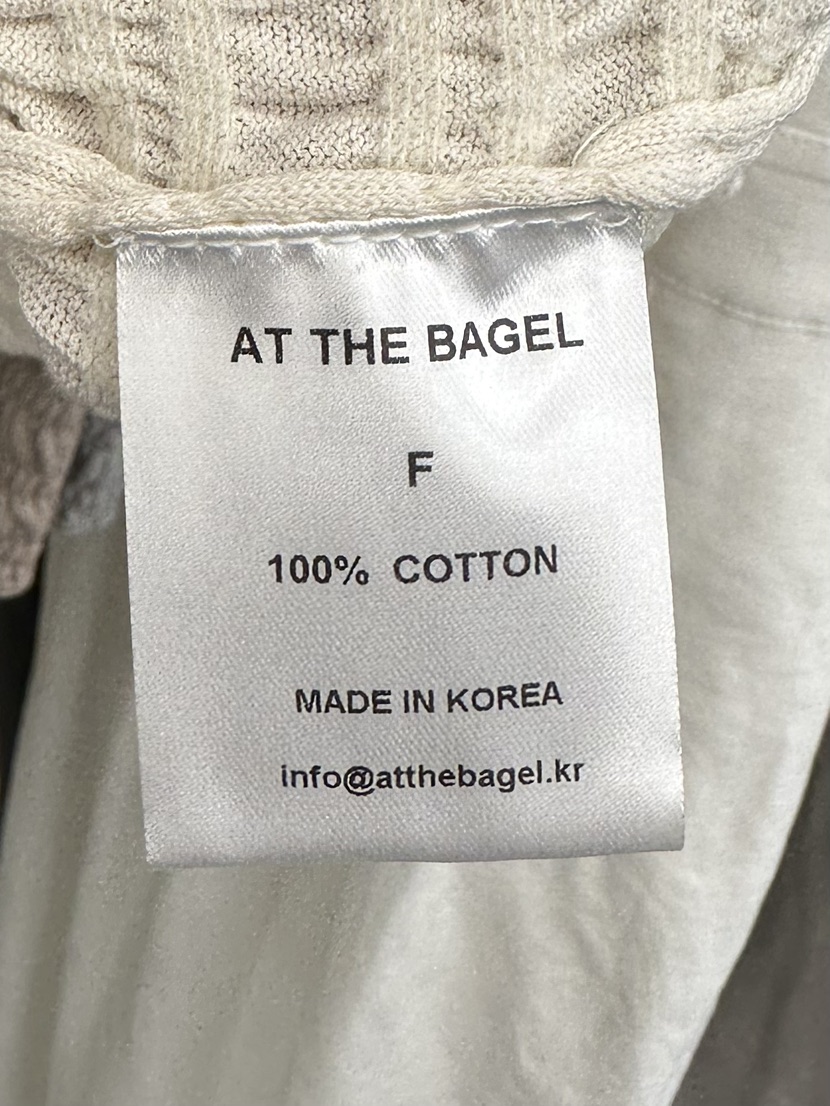 AT THE BAGEL
F
100% COTTON
MADE IN KOREA
info@atthebagel.kr